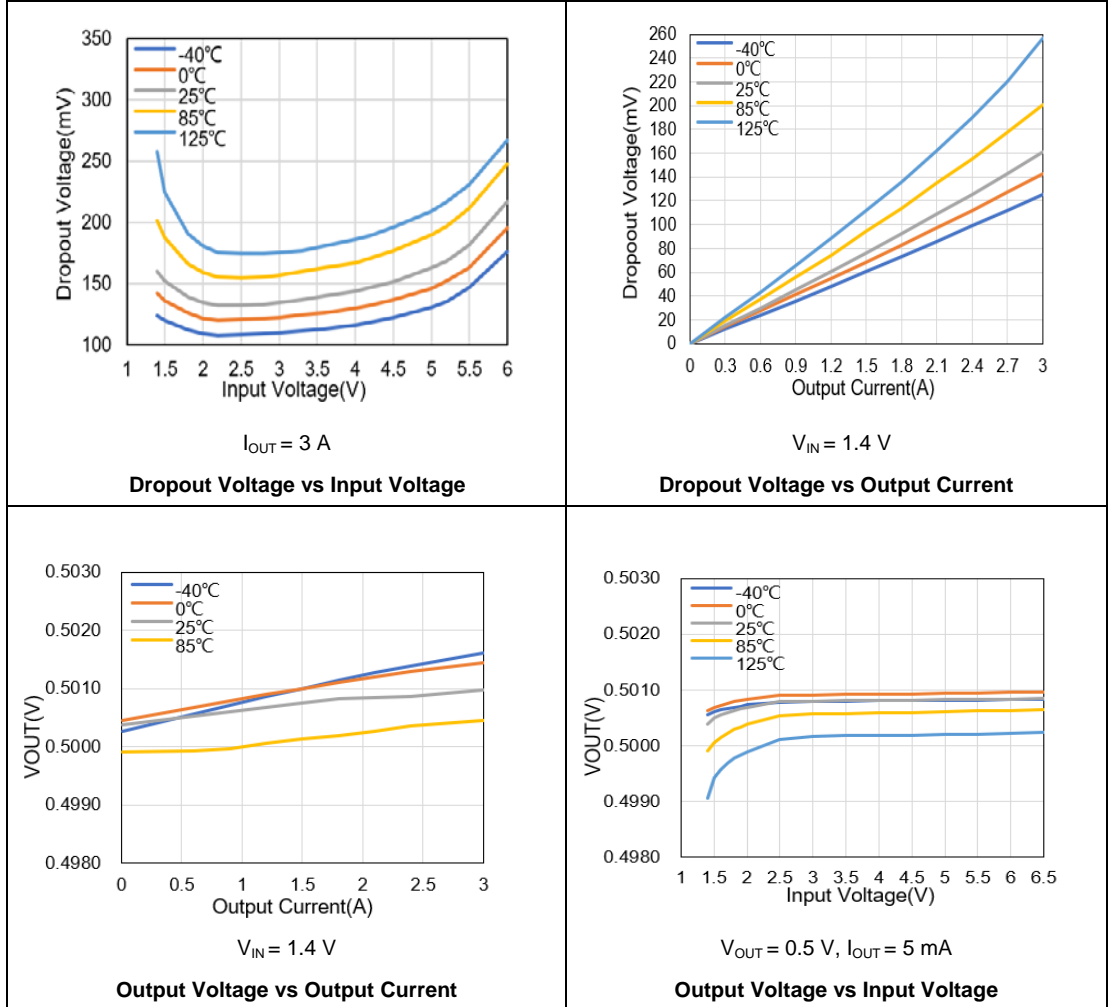 350
300
250
200
150
100
Dropout Voltage(mV)
-40℃
0℃
25℃
85℃
125℃
1 1.5 2 2.5 3 3.5 4 4.5 5 5.5 6
Input Voltage(V)
IOUT = 3 A
Dropout Voltage vs Input Voltage
260
240
220
200
180
160
140
120
100
80
60
40
20
0
Dropoout Voltage(mV)
-40℃
0℃
25℃
85℃
125℃
0 0.3 0.6 0.9 1.2 1.5 1.8 2.1 2.4 2.7 3
Output Current(A)
VIN = 1.4 V
Dropout Voltage vs Output Current
0.5030
0.5020
0.5010
0.5000
0.4990
0.4980
VOUT(V)
-40℃
0℃
25℃
85℃
0 0.5 1 1.5 2 2.5 3
Output Current(A)
VIN = 1.4 V
Output Voltage vs Output Current
0.5030
0.5020
0.5010
0.5000
0.4990
0.4980
VOUT(V)
-40℃
0℃
25℃
85℃
125℃
1 1.5 2 2.5 3 3.5 4 4.5 5 5.5 6 6.5
Input Voltage(V)
VOUT = 0.5 V, IOUT = 5 mA
Output Voltage vs Input Voltage